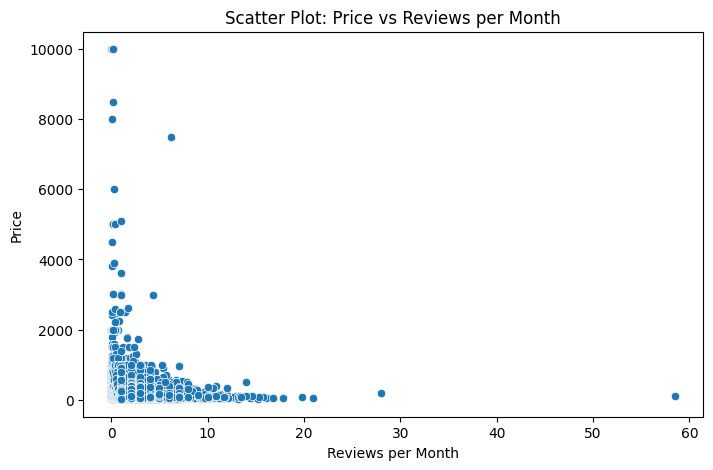 Scatter Plot: Price vs Reviews per Month
10000
8000
6000
4000
2000
0
Price
0 10 20 30 40 50 60
Reviews per Month